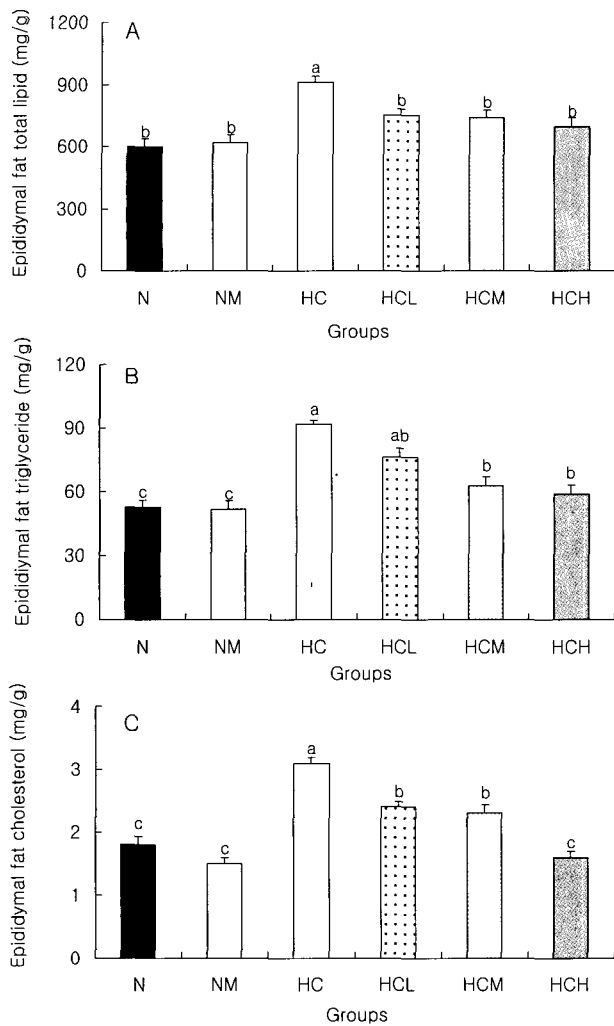 Epididymal fat total lipid (mg/g)
A
1200
900
600
300
0
b
b
a
b
b
b
N NM HC HCL HCM HCH
Groups
Epididiymal fat triglyceride (mg/g)
B
120
90
60
30
0
c
c
a
ab
b
b
N NM HC HCL HCM HCH
Groups
Epididymal fat cholesterol (mg/g)
C
4
3
2
1
0
c
c
a
b
b
c
N NM HC HCL HCM HCH
Groups